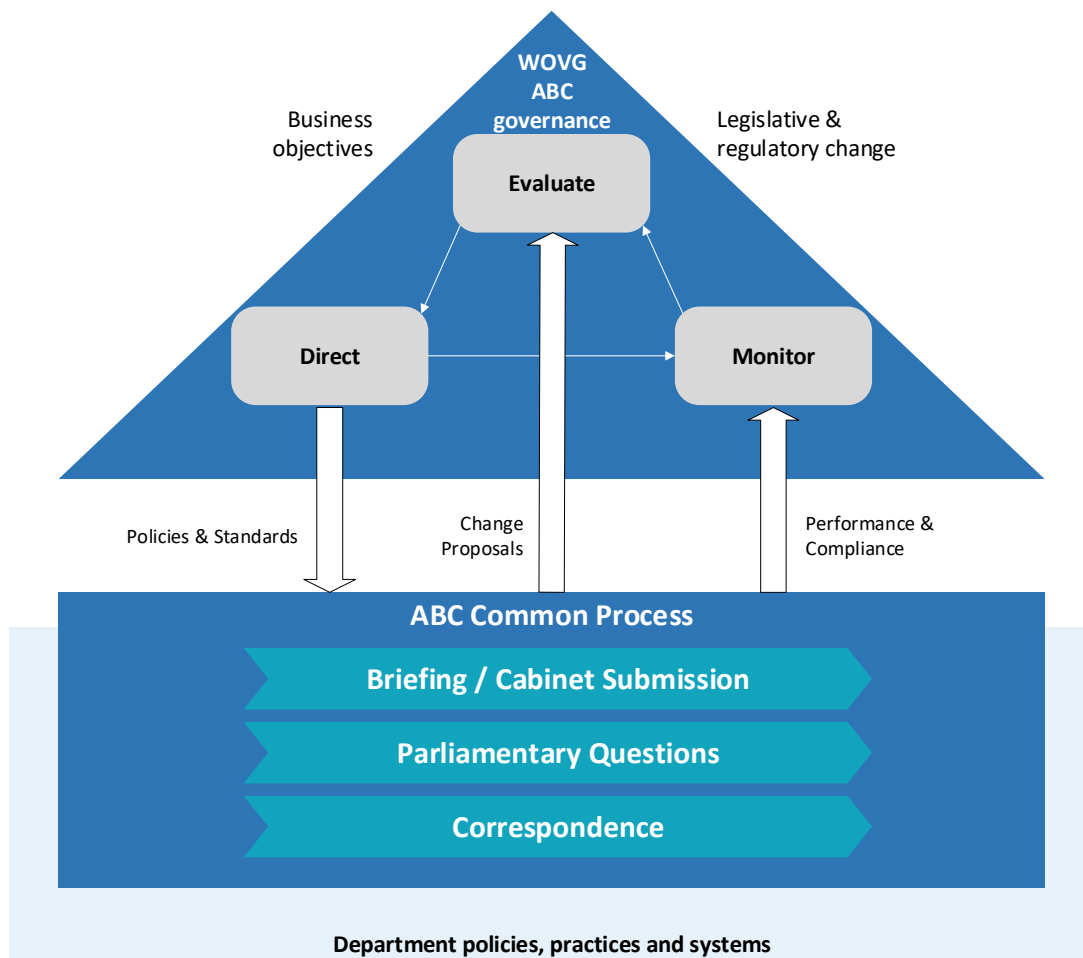 WOVG
ABC
governance
Business
objectives
Legislative &
regulatory change
Evaluate
Direct
Monitor
Policies & Standards
Change
Proposals
Performance &
Compliance
ABC Common Process
Briefing / Cabinet Submission
Parliamentary Questions
Correspondence
Department policies, practices and systems